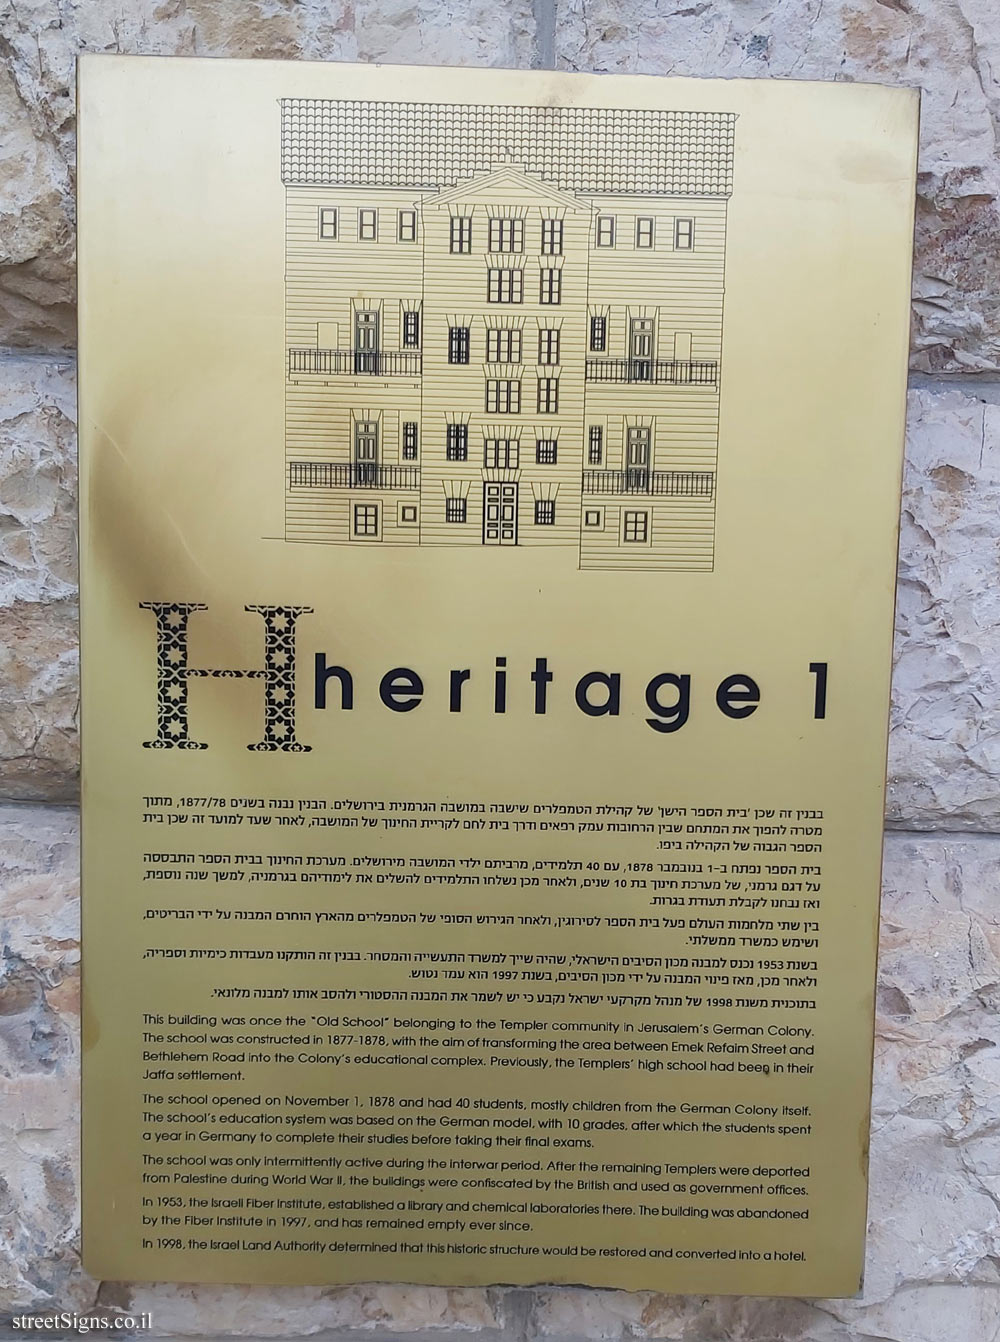 H heritage 1
בבנין זה שכן 'בית הספר הישן' של קהילת הטמפלרים שישבה במושבה הגרמנית בירושלים. הבנין נבנה בשנים 1877/78, מתוך
מטרה להפוך את המתחם שבין הרחובות עמק רפאים ודרך בית לחם לקריית החינוך של המושבה, לאחר שעד למועד זה שכן בית
הספר הגבוה של הקהילה ביפו.
בית הספר נפתח ב-1 בנובמבר 1878, עם 40 תלמידים, מרביתם ילדי המושבה מירושלים. מערכת החינוך בבית הספר התבססה
על דגם גרמני, של מערכת חינוך בת 10 שנים, ולאחר מכן נשלחו התלמידים להשלים את לימודיהם בגרמניה, למשך שנה נוספת,
ואז נבחנו לקבלת תעודת בגרות.
בין שתי מלחמות העולם פעל בית הספר לסירוגין, ולאחר הגירוש הסופי של הטמפלרים מהארץ הוחרם המבנה על ידי הבריטים,
ושימש כמשרד ממשלתי.
בשנת 1953 נכנס למבנה מכון הסיבים הישראלי, שהיה שייך למשרד התעשייה והמסחר. בבנין זה הותקנו מעבדות כימיות וספריה,
ולאחר מכן, מאז פינוי המבנה על ידי מכון הסיבים, בשנת 1997 הוא עמד נטוש.
בתוכנית משנת 1998 של מנהל מקרקעי ישראל נקבע כי יש לשמר את המבנה ההסטורי ולהסב אותו למבנה מלונאי.
This building was once the "Old School" belonging to the Templer community in Jerusalem's German Colony.
The school was constructed in 1877-1878, with the aim of transforming the area between Emek Refaim Street and
Bethlehem Road into the Colony's educational complex. Previously, the Templers' high school had been in their
Jaffa settlement.
The school opened on November 1, 1878 and had 40 students, mostly children from the German Colony itself.
The school's education system was based on the German model, with 10 grades, after which the students spent
a year in Germany to complete their studies before taking their final exams.
The school was only intermittently active during the interwar period. After the remaining Templers were deported
from Palestine during World War II, the buildings were confiscated by the British and used as government offices.
In 1953, the Israeli Fiber Institute, established a library and chemical laboratories there. The building was abandoned
by the Fiber Institute in 1997, and has remained empty ever since.
In 1998, the Israel Land Authority determined that this historic structure would be restored and converted into a hotel.
streetSigns.co.il